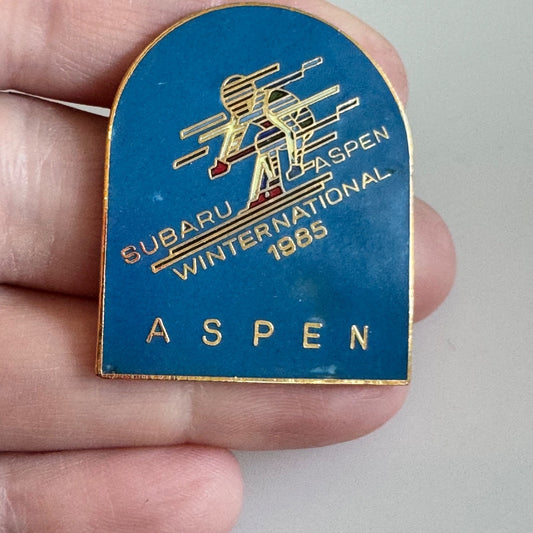 SUBARU ASPEN
WINTERNATIONAL
1985
ASPEN